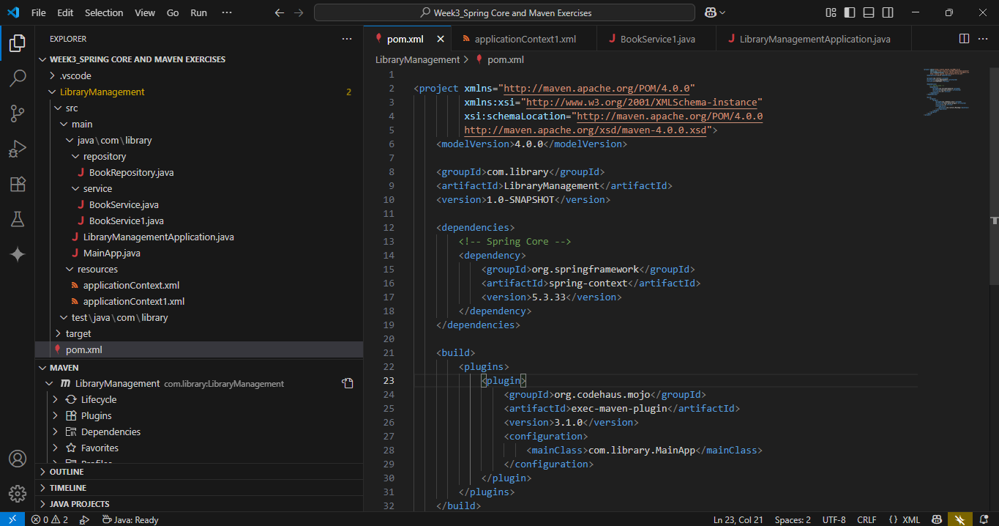 File Edit Selection View Go Run ···
Week3_Spring Core and Maven Exercises
EXPLORER
WEEK3_SPRING CORE AND MAVEN EXERCISES
.vscode
LibraryManagement 2
src
main
java\com\library
repository
BookRepository.java
service
BookService.java
BookService1.java
LibraryManagementApplication.java
MainApp.java
resources
applicationContext.xml
applicationContext1.xml
test\java\com\library
target
pom.xml
MAVEN
LibraryManagement com.library:LibraryManagement
Lifecycle
Plugins
Dependencies
Favorites
Profiles
OUTLINE
TIMELINE
JAVA PROJECTS
pom.xml applicationContext1.xml BookService1.java LibraryManagementApplication.java
LibraryManagement > pom.xml
1
2 <project xmlns="http://maven.apache.org/POM/4.0.0"
3 xmlns:xsi="http://www.w3.org/2001/XMLSchema-instance"
4 xsi:schemaLocation="http://maven.apache.org/POM/4.0.0
5 http://maven.apache.org/xsd/maven-4.0.0.xsd">
6 <modelVersion>4.0.0</modelVersion>
7
8 <groupId>com.library</groupId>
9 <artifactId>LibraryManagement</artifactId>
10 <version>1.0-SNAPSHOT</version>
11
12 <dependencies>
13 <!-- Spring Core -->
14 <dependency>
15 <groupId>org.springframework</groupId>
16 <artifactId>spring-context</artifactId>
17 <version>5.3.33</version>
18 </dependency>
19 </dependencies>
20
21 <build>
22 <plugins>
23 <plugin>
24 <groupId>org.codehaus.mojo</groupId>
25 <artifactId>exec-maven-plugin</artifactId>
26 <version>3.1.0</version>
27 <configuration>
28 <mainClass>com.library.MainApp</mainClass>
29 </configuration>
30 </plugin>
31 </plugins>
32 </build>
0 2 Java: Ready Ln 23, Col 21 Spaces: 2 UTF-8 CRLF {} XML